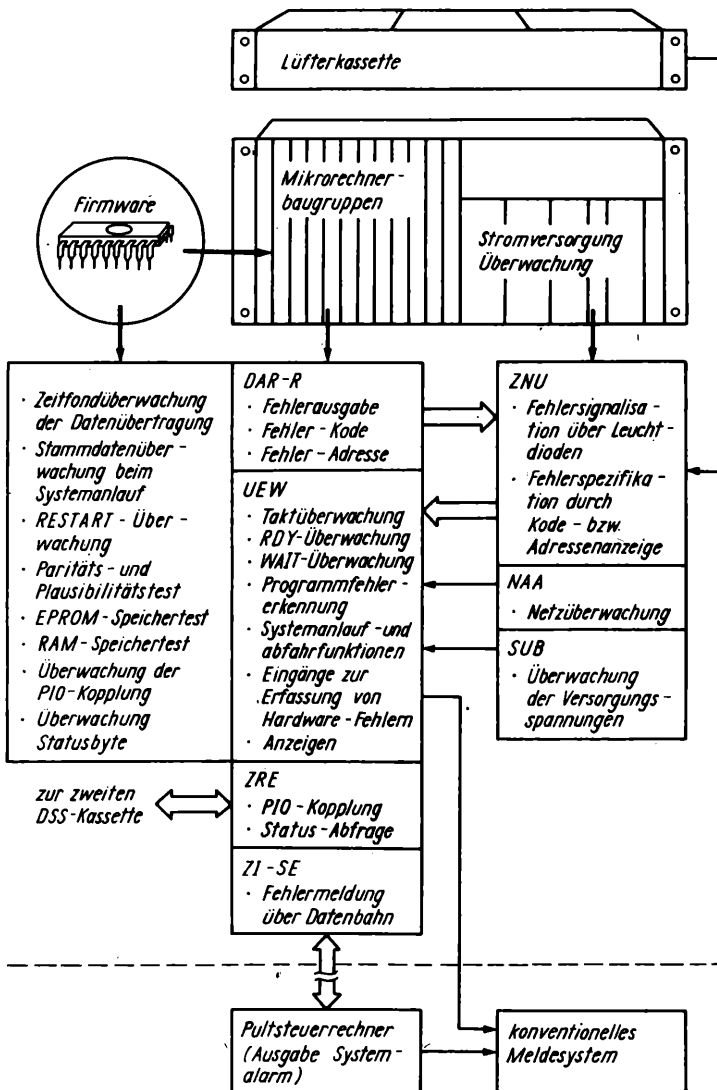 Lüfterkassette
Mikrorechner-
baugruppen
Firmware
Stromversorgung
Überwachung
· Zeitfondüberwachung
der Datenübertragung
· Stammdatenüber-
wachung beim
Systemanlauf
· RESTART - Über-
wachung
· Paritäts - und
Plausibilitätstest
· EPROM - Speichertest
· RAM - Speichertest
· Überwachung der
PIO - Kopplung
· Überwachung
Statusbyte
DAR-R
· Fehlerausgabe
· Fehler - Kode
· Fehler - Adresse
UEW
· Taktüberwachung
· RDY-Überwachung
· WAIT-Überwachung
· Programmfehler-
erkennung
· Systemanlauf - und
abfahrfunktionen
· Eingänge zur
Erfassung von
Hardware - Fehlern
· Anzeigen
ZRE
· PIO - Kopplung
· Status - Abfrage
ZI - SE
· Fehlermeldung
über Datenbahn
ZNU
· Fehlersignalisa -
tion über Leucht-
dioden
· Fehlerspezifika -
tion durch
Kode - bzw.
Adressenanzeige
NAA
· Netzüberwachung
SUB
· Überwachung
der Versorgungs-
spannungen
zur zweiten
DSS-Kassette
Pultsteuerrechner
(Ausgabe System-
alarm)
konventionelles
Meldesystem